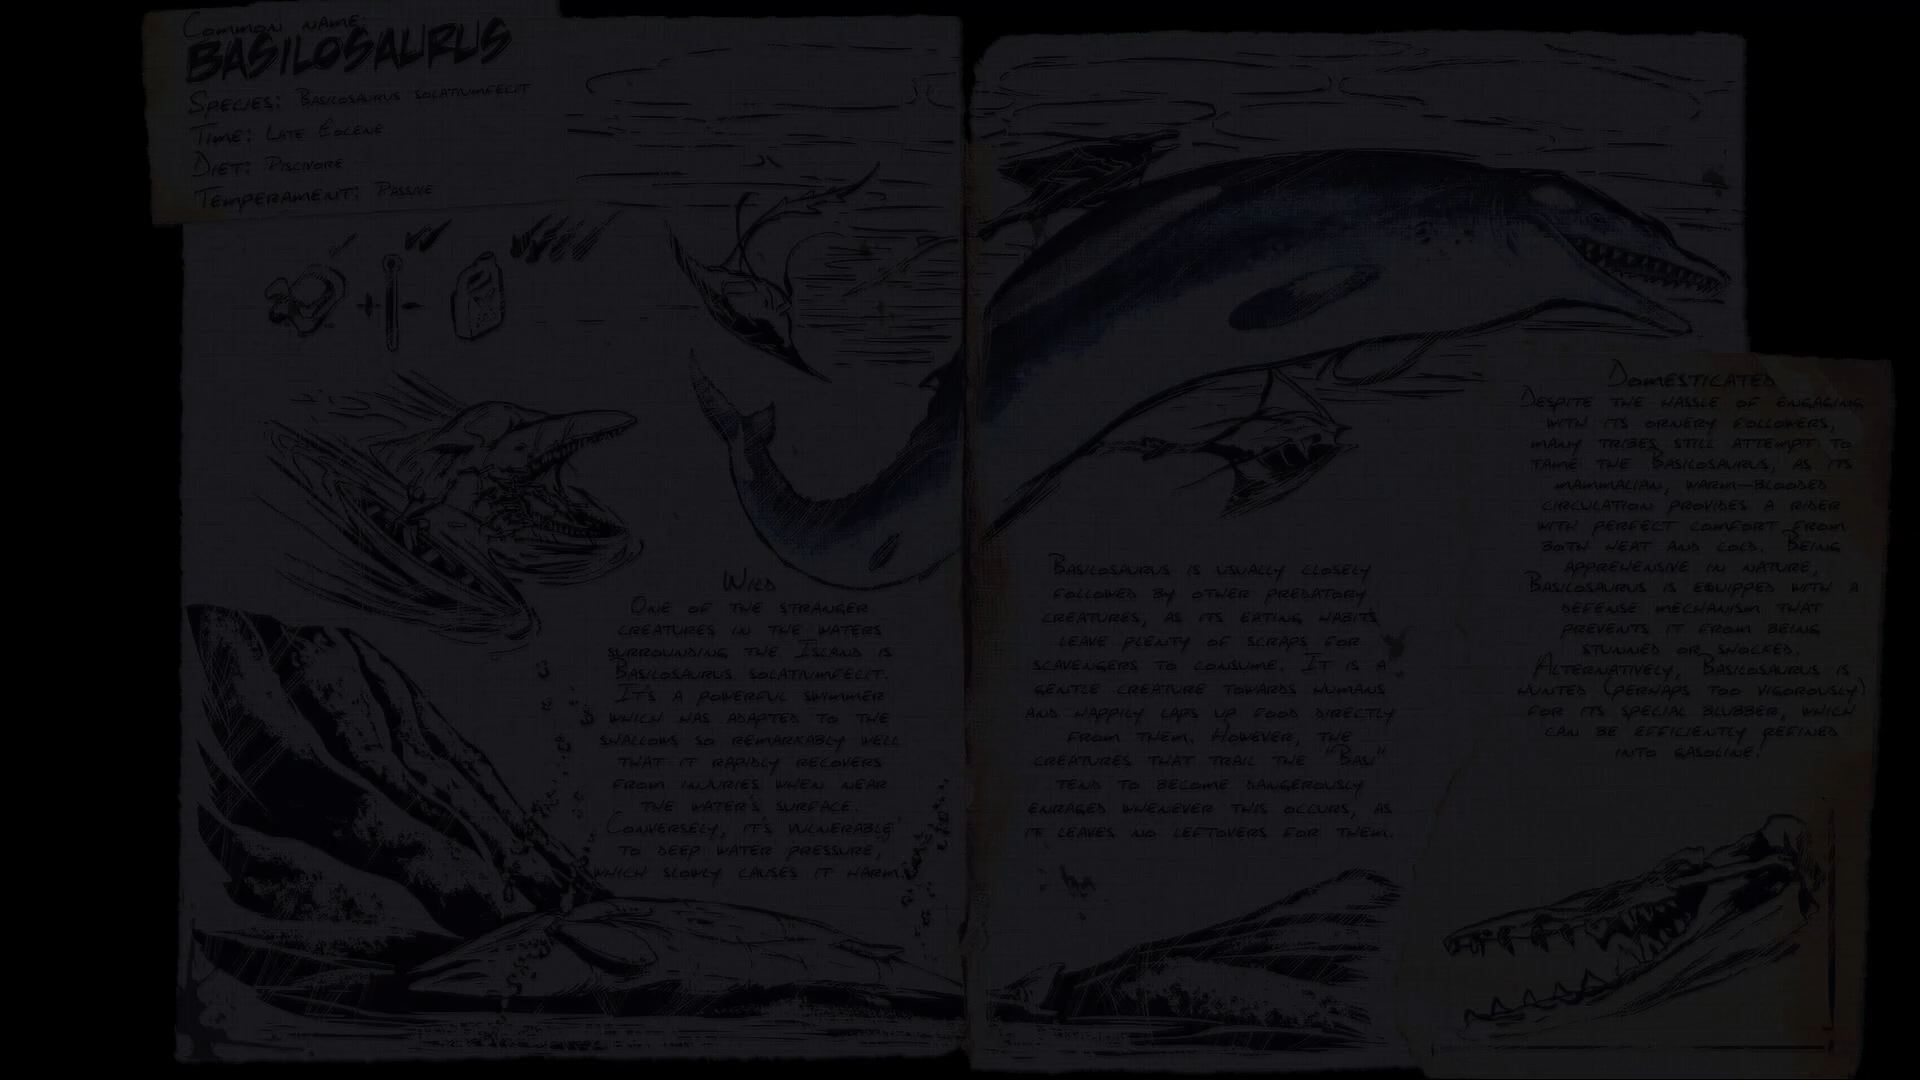 Common name:
BASILOSAURUS
Species: Basilosaurus solatiumfecit
Time: Late Eocene
Diet: Piscivore
Temperament: Passive
Wild
One of the stranger
creatures in the waters
surrounding the Island is
Basilosaurus solatiumfecit.
It's a powerful swimmer
which has adapted to the
shallows so remarkably well
that it rapidly recovers
from injuries when near
the water's surface.
Conversely, it's vulnerable
to deep water pressure,
which slowly causes it harm.
Basilosaurus is usually closely
followed by other predatory
creatures, as its eating habits
leave plenty of scraps for
scavengers to consume. It is a
gentle creature towards humans
and happily laps up food directly
from them. However, the
creatures that trail the "Basi"
tend to become dangerously
enraged whenever this occurs, as
it leaves no leftovers for them.
Domesticated
Despite the hassle of engaging
with its ornery followers,
many tribes still attempt to
tame the Basilosaurus, as its
mammalian, warm-blooded
circulation provides a rider
with perfect comfort from
both heat and cold. Being
apprehensive in nature,
Basilosaurus is equipped with a
defense mechanism that
prevents it from being
stunned or shocked.
Alternatively, Basilosaurus is
hunted (perhaps too vigorously)
for its special blubber, which
can be efficiently refined
into gasoline!